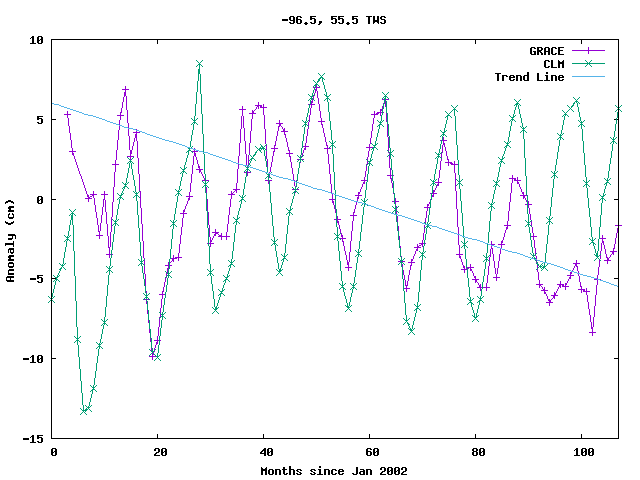 -96.5, 55.5 TWS
GRACE
CLM
Trend Line
10
5
0
-5
-10
-15
Anomaly (cm)
0 20 40 60 80 100
Months since Jan 2002